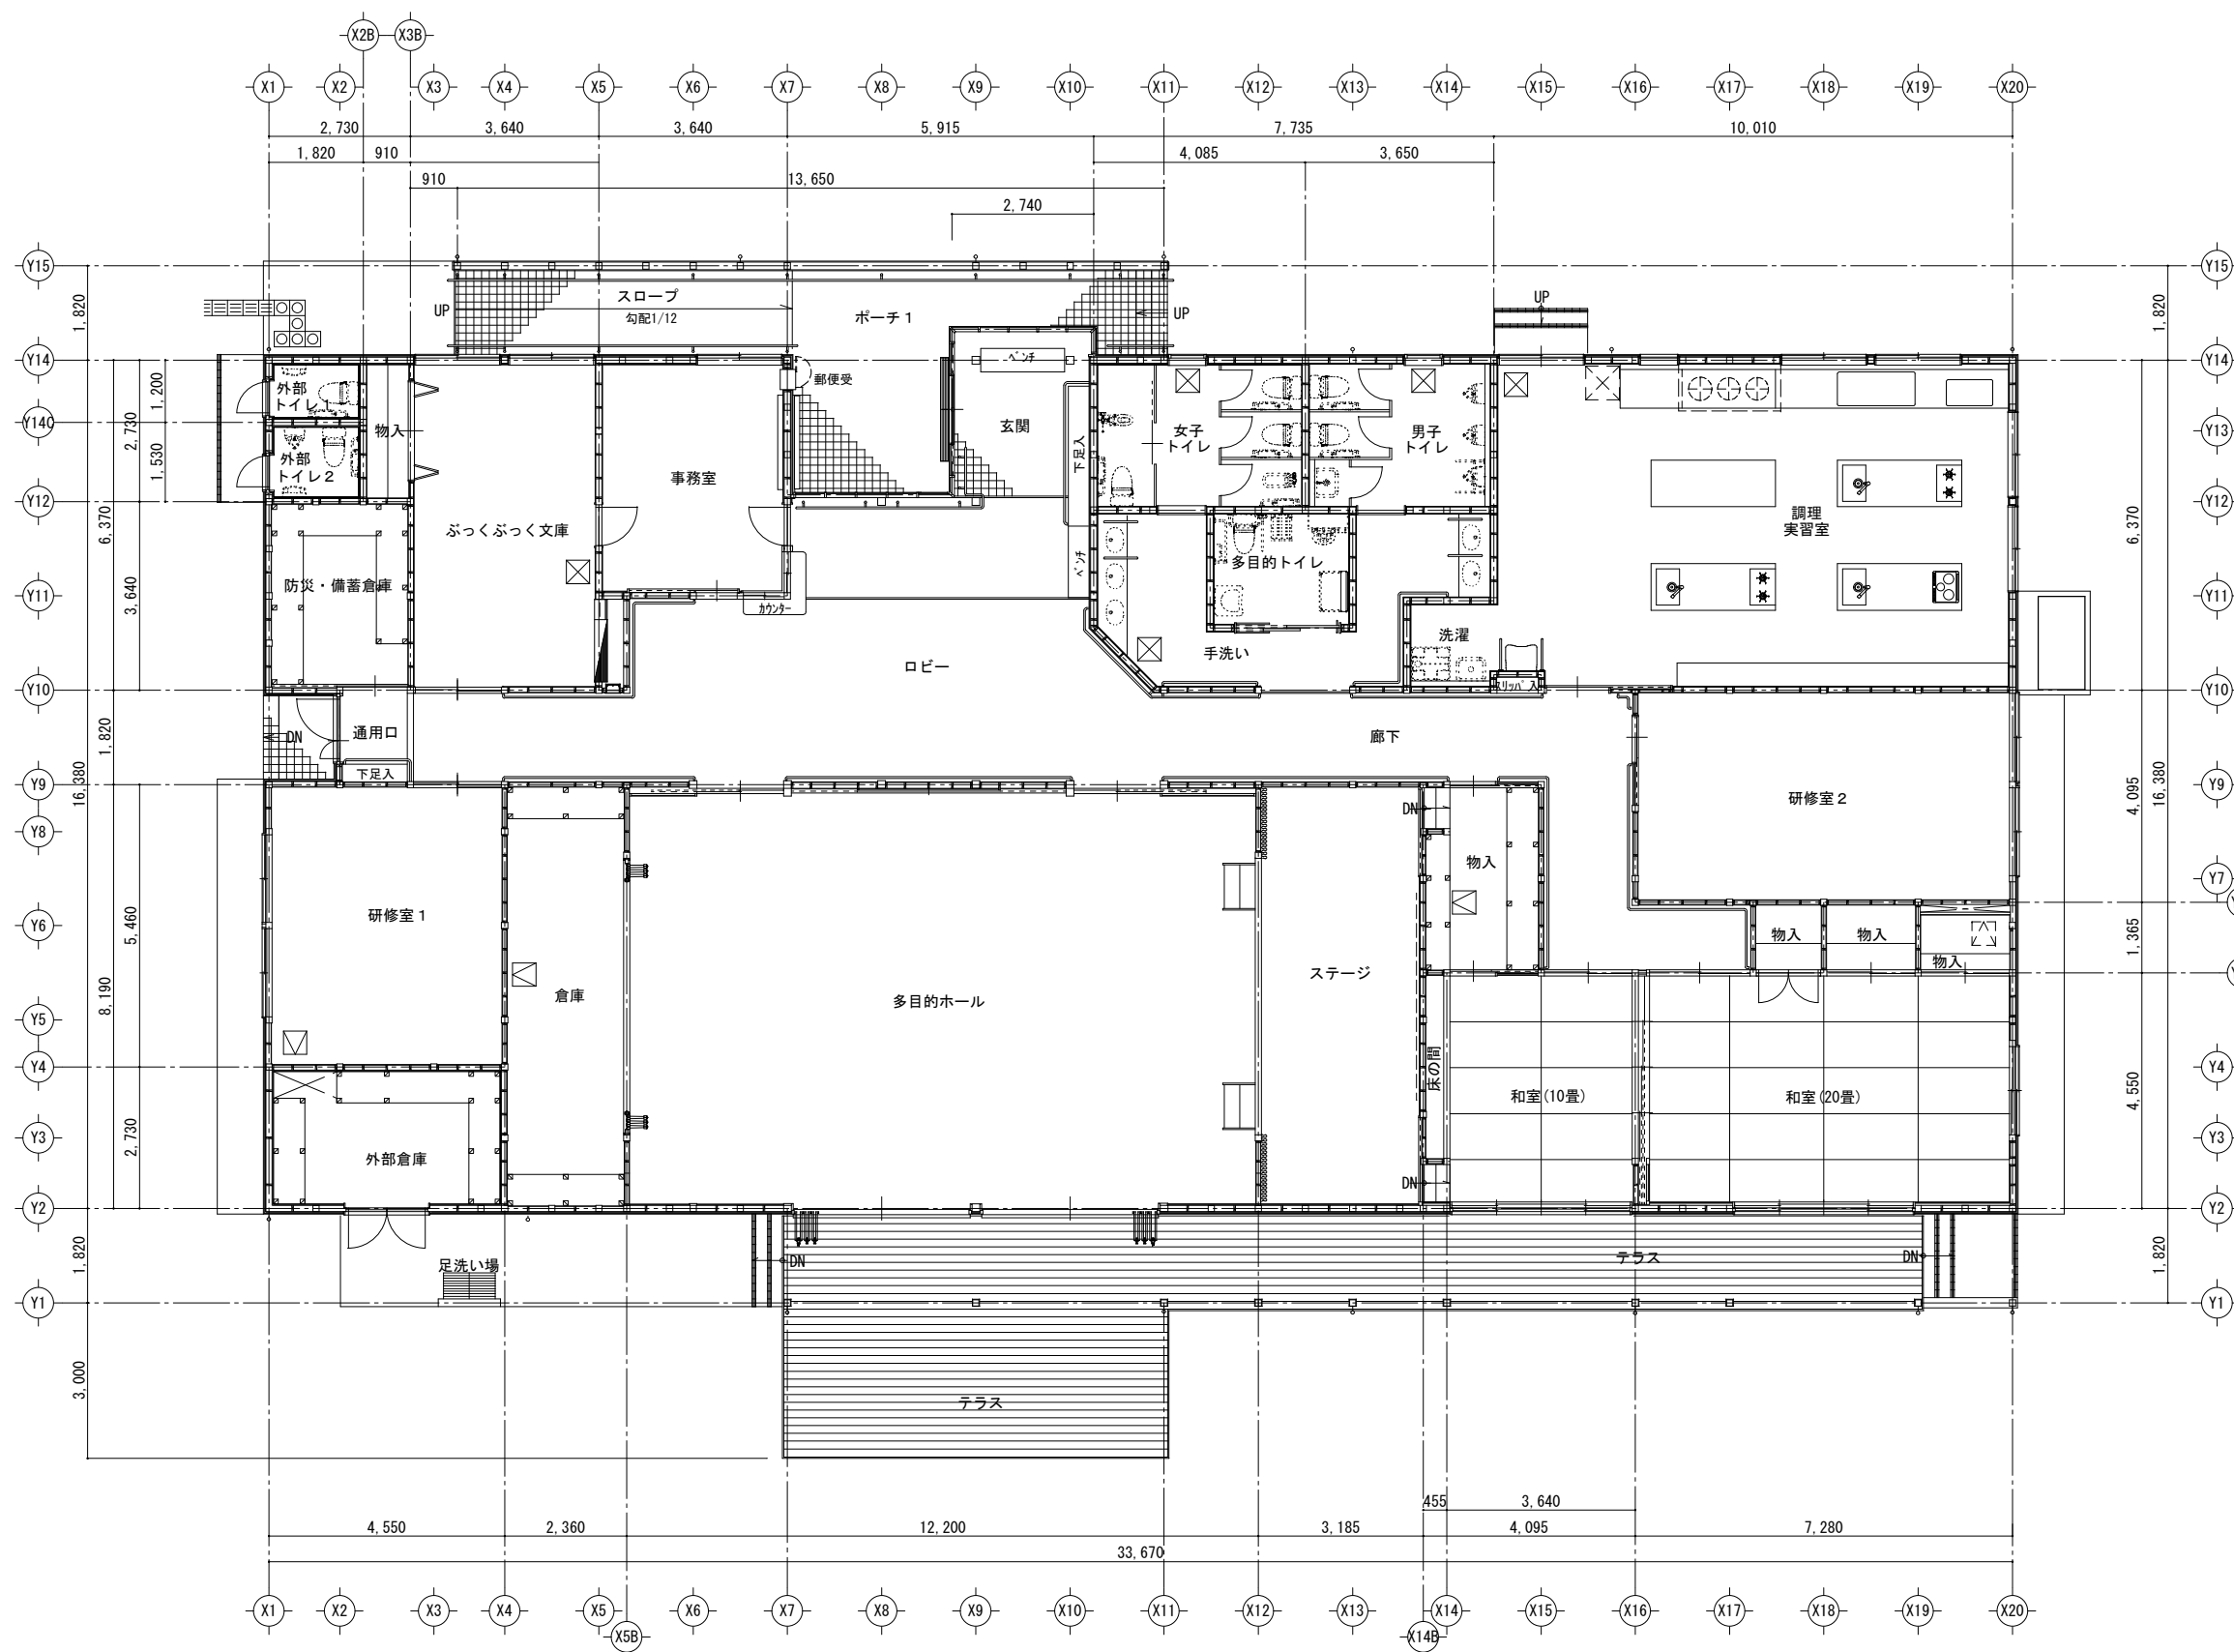 X2B X3B
X1 X2 X3 X4 X5 X6 X7 X8 X9 X10 X11 X12 X13 X14 X15 X16 X17 X18 X19 X20
2,730 3,640 3,640 5,915 7,735 10,010
1,820 910 4,085 3,650
910 13,650
2,740
Y15 Y15
1,820 1,820
スロープ
勾配1/12
UP
ポーチ1
UP
UP
Y14 Y14
ベンチ
郵便受
外部
トイレ1
1,200
2,730
Y14C
1,530
物入
外部
トイレ2
事務室
玄関
下足入
女子
トイレ
男子
トイレ
Y13
Y12 Y12
調理
実習室
6,370 6,370
ぶっくぶっく文庫
ベンチ
多目的トイレ
防災・備蓄倉庫
3,640
Y11 Y11
カウンター
洗濯
手洗い
ロビー
スリッパ入
Y10 Y10
1,820
DN
通用口
廊下
下足入
16,380 16,380
Y9 Y9
DN
研修室2
4,095
Y8
物入
Y7
研修室1
Y6
5,460
物入
物入
物入
1,365
ステージ
倉庫
多目的ホール
8,190
Y5 Y5
床の間
Y4 Y4
和室(10畳)
和室(20畳)
4,550
2,730
Y3 Y3
外部倉庫
DN
Y2 Y2
1,820 1,820
足洗い場
DN
テラス
DN
Y1 Y1
3,000
テラス
455 3,640
4,550 2,360 12,200 3,185 4,095 7,280
33,670
X1 X2 X3 X4 X5 X6 X7 X8 X9 X10 X11 X12 X13 X14 X15 X16 X17 X18 X19 X20
X5B X14B